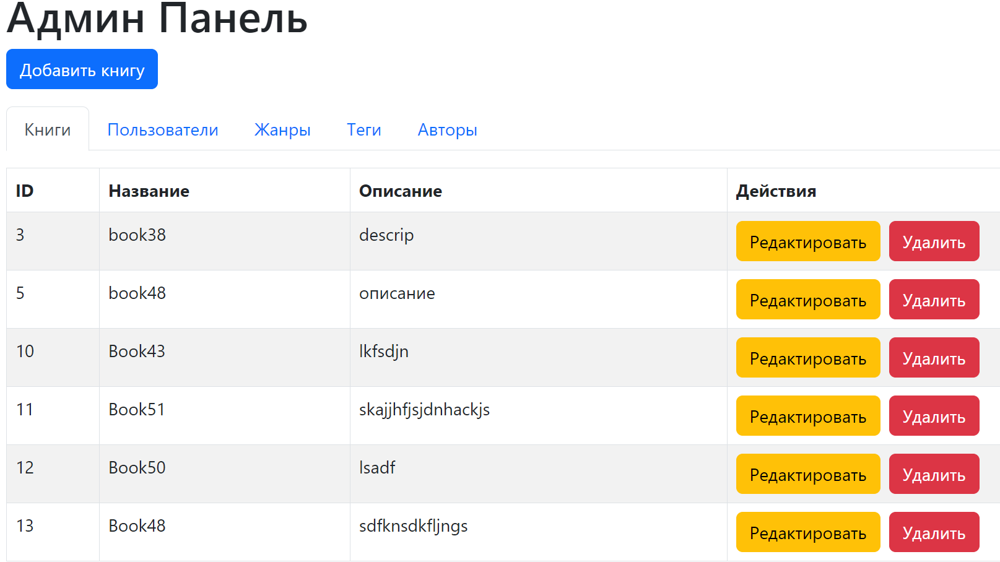 Админ Панель
Добавить книгу
Книги Пользователи Жанры Теги Авторы
ID Название Описание Действия
3 book38 descrip Редактировать Удалить
5 book48 описание Редактировать Удалить
10 Book43 lkfsdjn Редактировать Удалить
11 Book51 skajjhfjsjdnhackjs Редактировать Удалить
12 Book50 lsadf Редактировать Удалить
13 Book48 sdfknsdkfljngs Редактировать Удалить